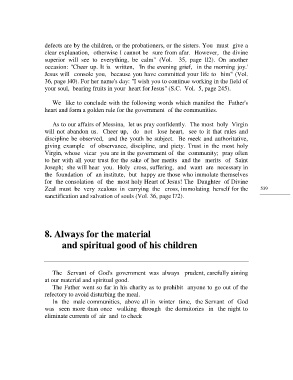 defects are by the children, or the probationers, or the sisters. You must give a
clear explanation, otherwise I cannot be sure from afar. However, the divine
superior will see to everything, be calm" (Vol. 35, page 112). On another
occasion: "Cheer up. It is written, 'In the evening grief, in the morning joy.'
Jesus will console you, because you have committed your life to him" (Vol.
36, page 140). For her name's day: "I wish you to continue working in the field of
your soul, bearing fruits in your heart for Jesus" (S.C. Vol. 5, page 245).
We like to conclude with the following words which manifest the Father's
heart and form a golden rule for the governments.
As to our affairs of Messina, let us pray confidently. The most holy Virgin
will not abandon us. Cheer up, do not lose heart, see to it that rules and
discipline be observed, and the youth be subject. Be meek and authoritative,
giving example of observance, discipline, and piety. Trust in the most holy
Virgin, whose vicar you are in the government of the community; pray often
to her with all your trust for the sake of her merits and the merits of Saint
Joseph; she will hear you. Holy cross, suffering, and want are necessary in
the foundation of an institute, but happy are those who immolate themselves
for the consolation of the most holy Heart of Jesus! The Daughter of Divine
Zeal must be very zealous in carrying the cross, immolating herself for the
sanctification and salvation of souls (Vol. 36, page 172).
8. Always for the material
and spiritual good of his children
The Servant of God's government was always prudent, carefully aiming
at our material and spiritual good.
The Father went so far in his charity as to prohibit anyone to go out of the
refectory to avoid disturbing the meal.
In the male communities, above all in winter time, the Servant of God
was seen more than once walking through the dormitories in the night to
eliminate currents of air and to check